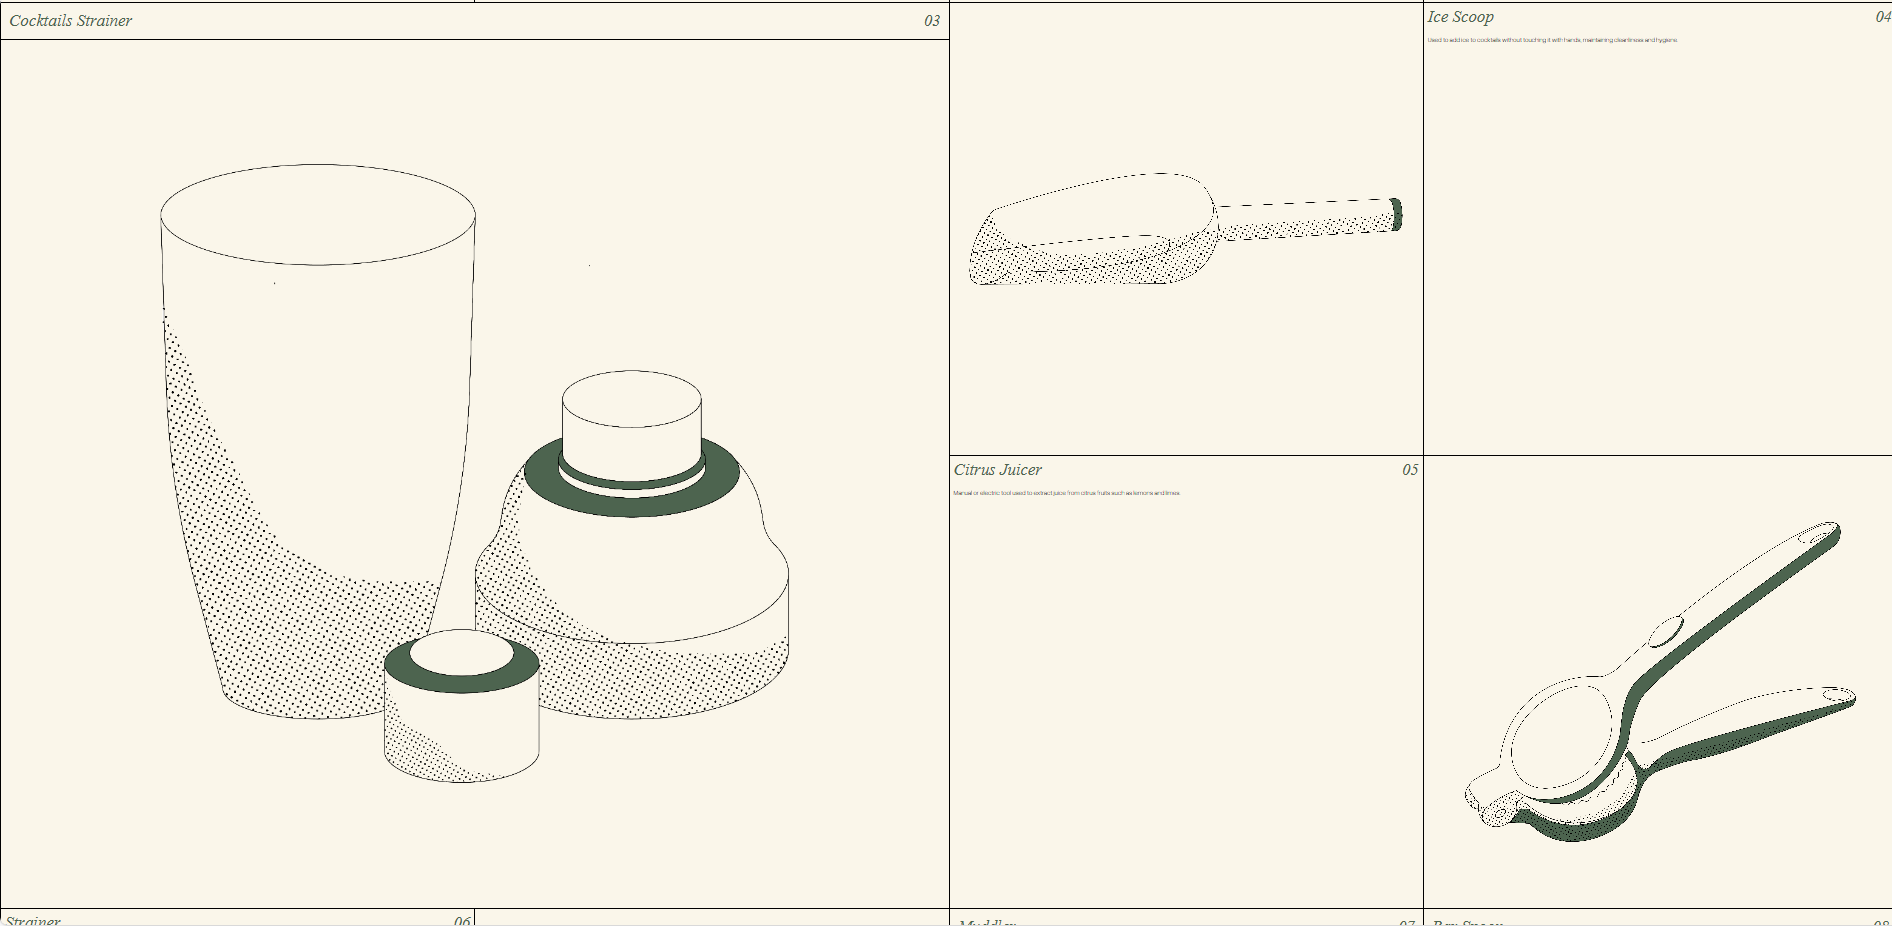 Cocktails Strainer 03
Ice Scoop 04
Used to add ice to cocktails without touching it with hands, maintaining cleanliness and hygiene.
Citrus Juicer 05
Manual or electric tool used to extract juice from citrus fruits such as lemons and limes.
Strainer 06
Muddler 07
Bar Spoon 08